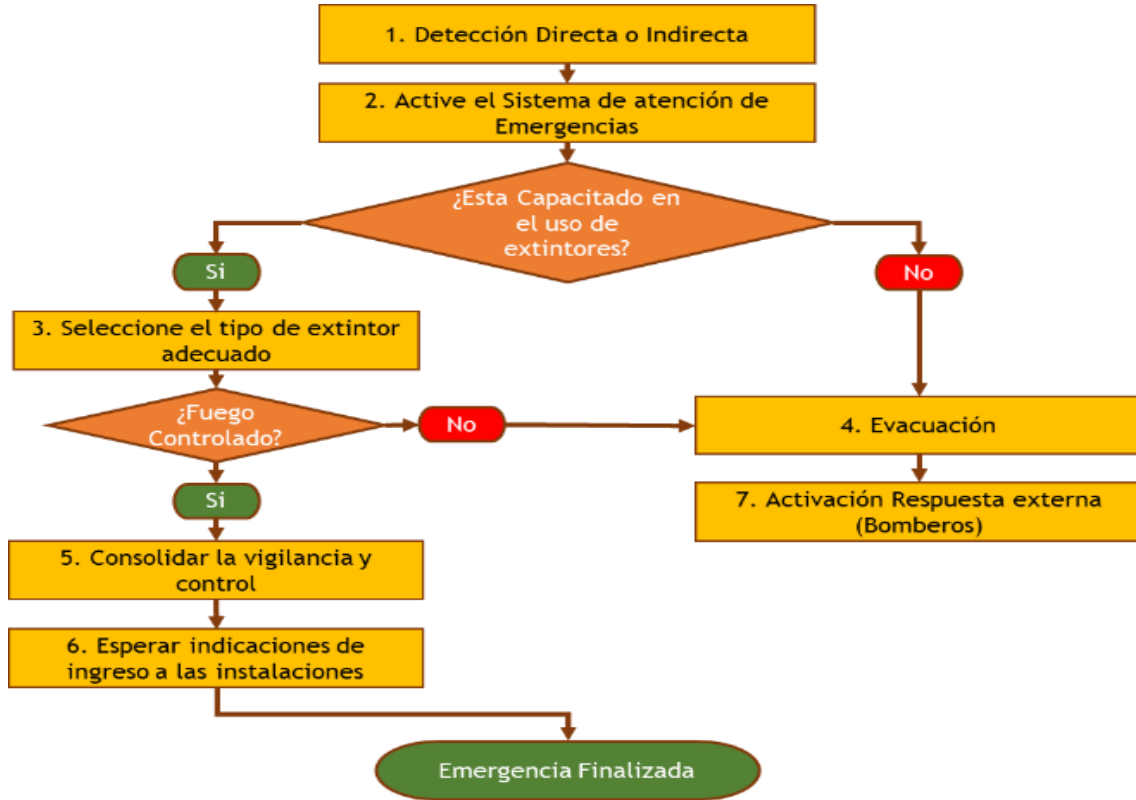 1. Detección Directa o Indirecta
2. Active el Sistema de atención de
Emergencias
¿Esta Capacitado en
el uso de
extintores?
Si
No
3. Seleccione el tipo de extintor
adecuado
¿Fuego
Controlado?
No
4. Evacuación
Si
7. Activación Respuesta externa
(Bomberos)
5. Consolidar la vigilancia y
control
6. Esperar indicaciones de
ingreso a las instalaciones
Emergencia Finalizada